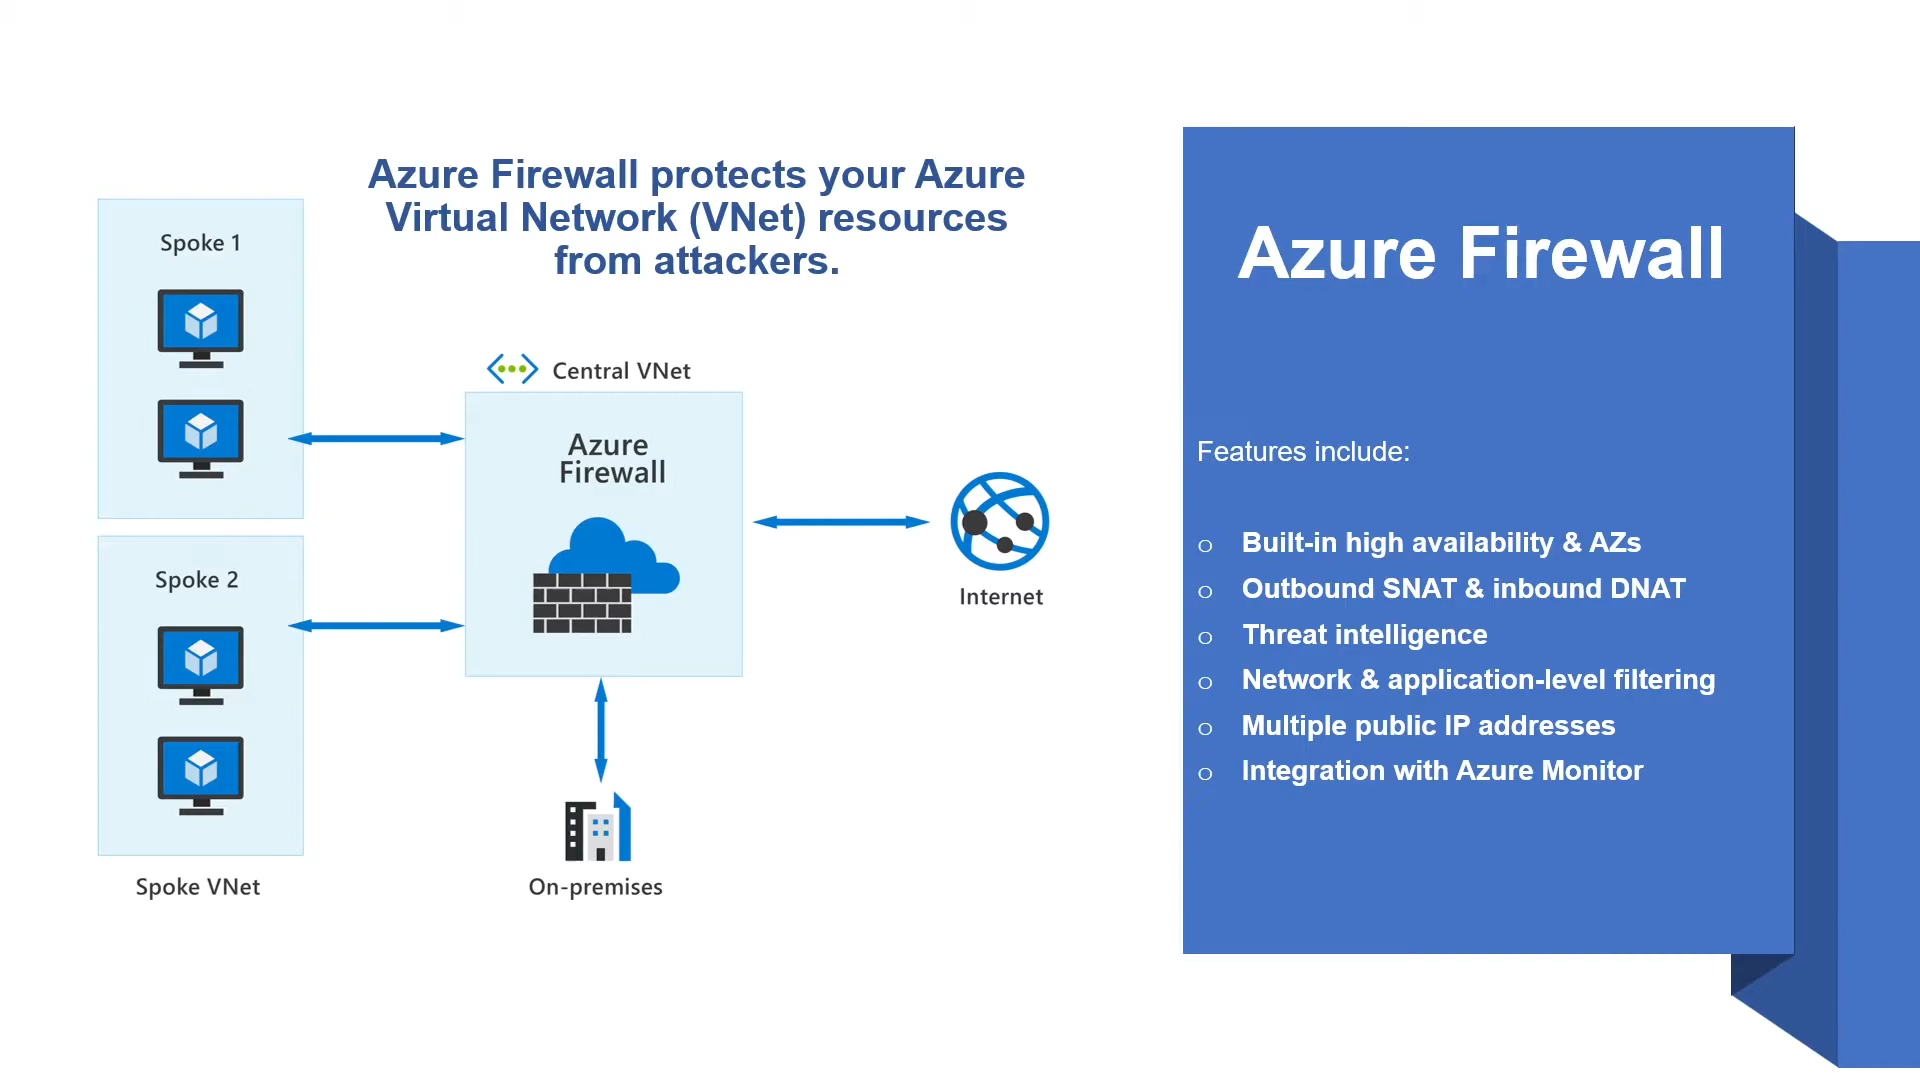 Azure Firewall protects your Azure
Virtual Network (VNet) resources
from attackers.
Spoke 1
Spoke 2
Spoke VNet
Central VNet
Azure
Firewall
Internet
On-premises
Azure Firewall
Features include:
o Built-in high availability & AZs
o Outbound SNAT & inbound DNAT
o Threat intelligence
o Network & application-level filtering
o Multiple public IP addresses
o Integration with Azure Monitor